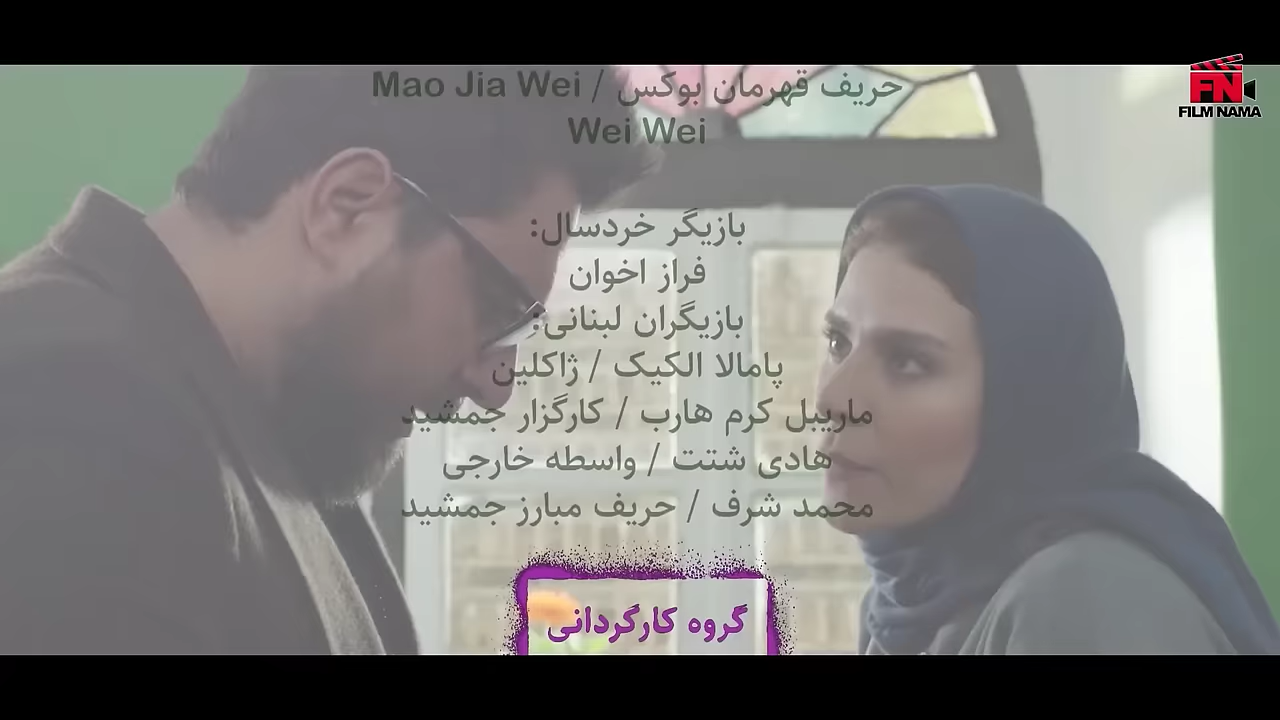 حریف قهرمان بوکس / Mao Jia Wei
Wei Wei
بازیگر خردسال:
فراز اخوان
بازیگران لبنانی:
پامالا الکیک / ژاکلین
ماریبل کرم هارب / کارگزار جمشید
هادی شتت / واسطه خارجی
محمد شرف / حریف مبارز جمشید
گروه کارگردانی
FN
FILM NAMA